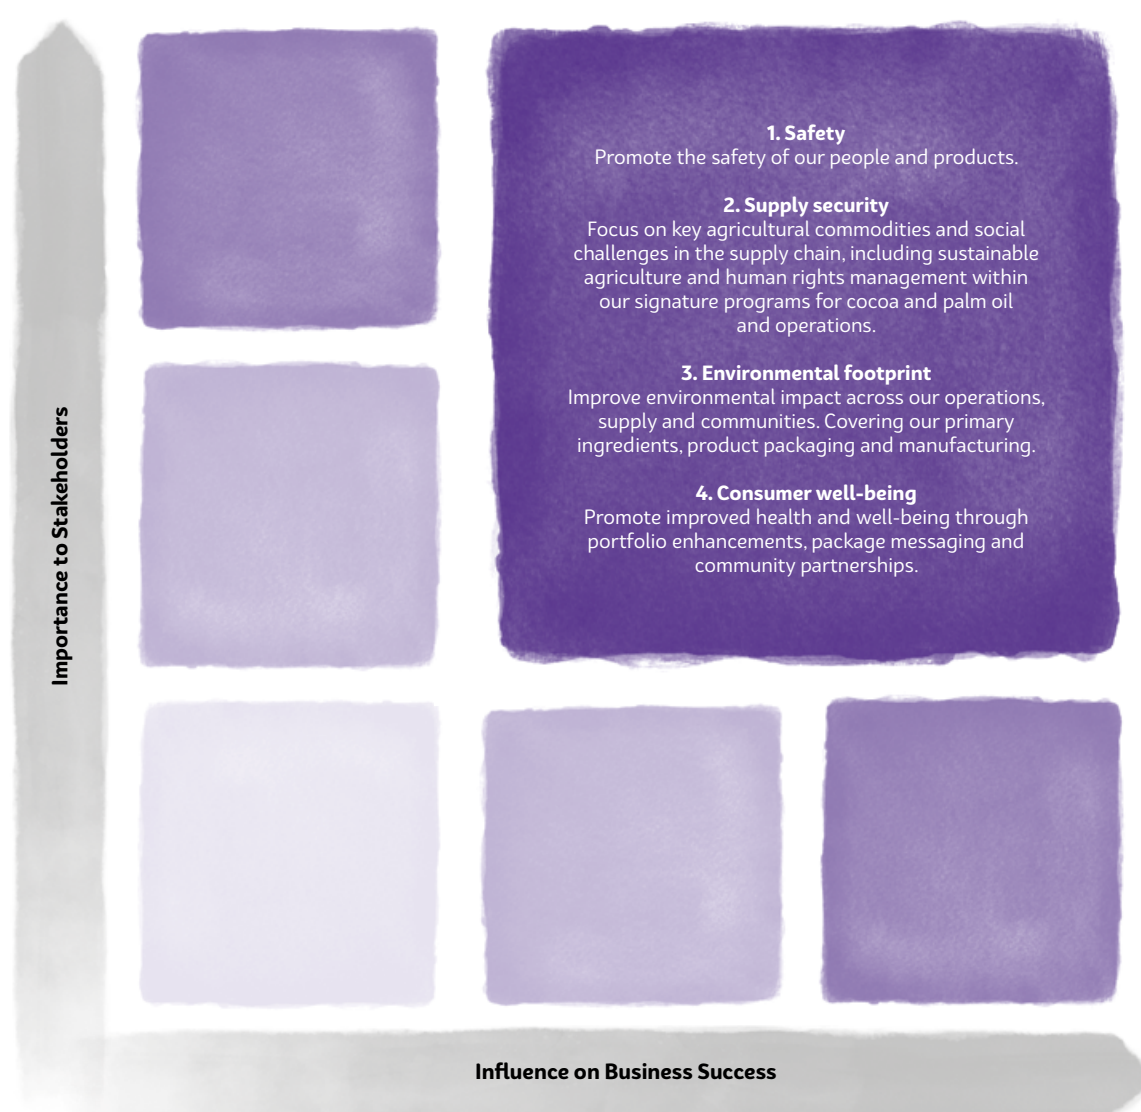 1. Safety
Promote the safety of our people and products.
2. Supply security
Focus on key agricultural commodities and social
challenges in the supply chain, including sustainable
agriculture and human rights management within
our signature programs for cocoa and palm oil
and operations.
3. Environmental footprint
Improve environmental impact across our operations,
supply and communities. Covering our primary
ingredients, product packaging and manufacturing.
4. Consumer well-being
Promote improved health and well-being through
portfolio enhancements, package messaging and
community partnerships.
Importance to Stakeholders
Influence on Business Success